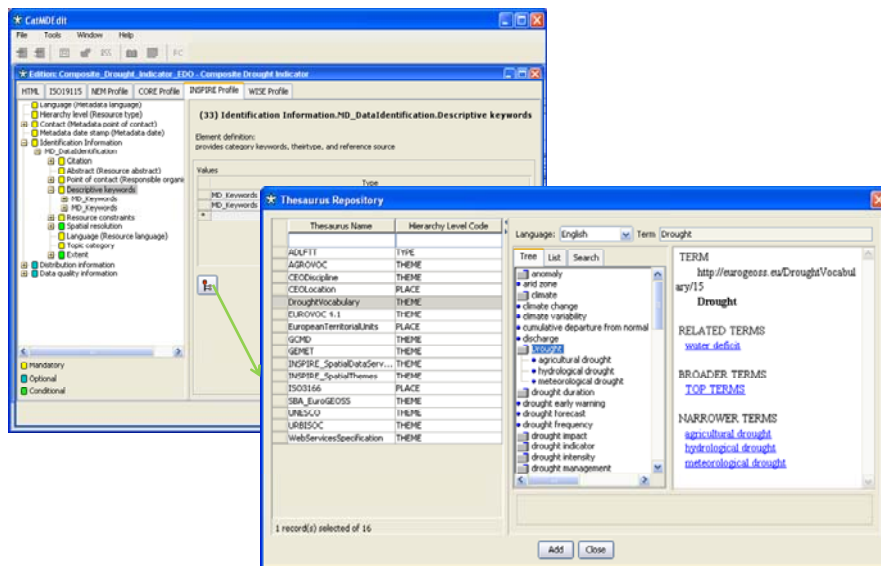 CatMDEdit
File Tools Window Help
Edition: Composite_Drought_Indicator_EDO - Composite Drought Indicator
HTML ISO19115 NEM Profile CORE Profile INSPIRE Profile WISE Profile
Language (Metadata language)
Hierarchy level (Resource type)
Contact (Metadata point of contact)
Metadata date stamp (Metadata date)
Identification Information
MD_DataIdentification
Citation
Abstract (Resource abstract)
Point of contact (Responsible organi
Descriptive keywords
MD_Keywords
MD_Keywords
Resource constraints
Spatial resolution
Language (Resource language)
Topic category
Extent
Distribution information
Data quality information
Mandatory
Optional
Conditional
(33) Identification Information.MD_DataIdentification.Descriptive keywords
Element definition:
provides category keywords, theirtype, and reference source
Values
Type
MD_Keywords
MD_Keywords
*
Thesaurus Repository
Thesaurus Name Hierarchy Level Code
ADLFTT TYPE
AGROVOC THEME
CEODiscipline THEME
CEOLocation PLACE
DroughtVocabulary THEME
EUROVOC 4.1 THEME
EuropeanTerritorialUnits PLACE
GCMD THEME
GEMET THEME
INSPIRE_SpatialDataServ... THEME
INSPIRE_SpatialThemes THEME
ISO3166 PLACE
SBA_EuroGEOSS THEME
UNESCO THEME
URBISOC THEME
WebServicesSpecification THEME
1 record(s) selected of 16
Language: English Term Drought
Tree List Search
anomaly
arid zone
climate
climate change
climate variability
cumulative departure from normal
discharge
Drought
agricultural drought
hydrological drought
meteorological drought
drought duration
drought early warning
drought forecast
drought frequency
drought impact
drought indicator
drought intensity
drought management
TERM
http://eurogeoss.eu/DroughtVocabul
ary/15
Drought
RELATED TERMS
water deficit
BROADER TERMS
TOP TERMS
NARROWER TERMS
agricultural drought
hydrological drought
meteorological drought
Add Close